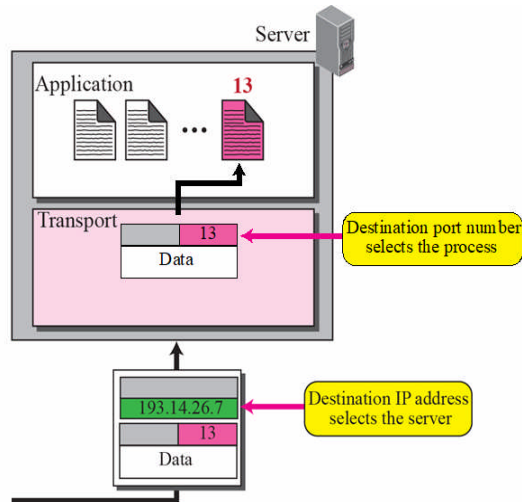 Server
Application
13
Transport
13
Data
Destination port number
selects the process
193.14.26.7
13
Data
Destination IP address
selects the server